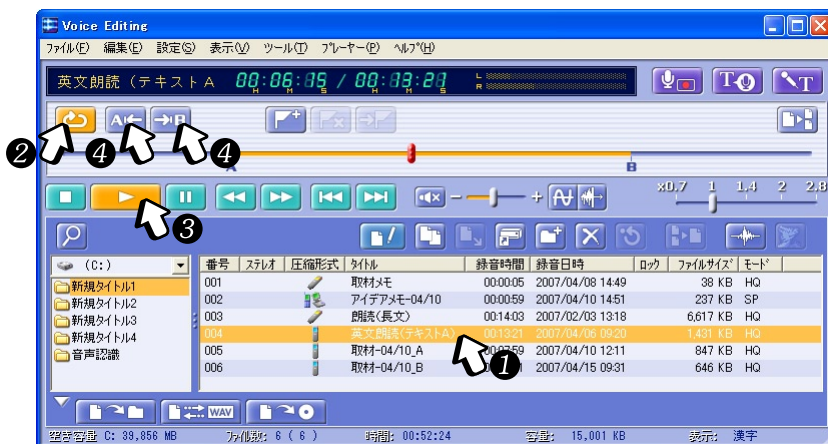 Voice Editing
ファイル(F) 編集(E) 設定(S) 表示(V) ツール(T) プレーヤー(P) ヘルプ(H)
英文朗読（テキストA 00:06:15 / 00:13:21 L R
H M S H M S
T T
A B
❷ ❹ ❹
A B
x0.7 1 1.4 2 2.8
❸
(C:) 番号 ステレオ 圧縮形式 タイトル 録音時間 録音日時 ロック ファイルサイズ モード
新規タイトル1 001 取材メモ 00:00:05 2007/04/08 14:49 38 KB HQ
新規タイトル2 002 アイデアメモ-04/10 00:00:59 2007/04/10 14:51 237 KB SP
新規タイトル3 003 朗読(長文) 00:14:03 2007/02/03 13:18 6,617 KB HQ
新規タイトル4 004 英文朗読(テキストA) 00:13:21 2007/04/06 09:20 1,431 KB HQ
音声認識 005 取材-04/10_A 00:07:59 2007/04/10 12:11 847 KB HQ
006 取材-04/10_B 2007/04/15 09:31 646 KB HQ
❶
WAV
空き容量 C: 39,856 MB ファイル数: 6 ( 6 ) 時間: 00:52:24 容量: 15,001 KB 表示: 漢字